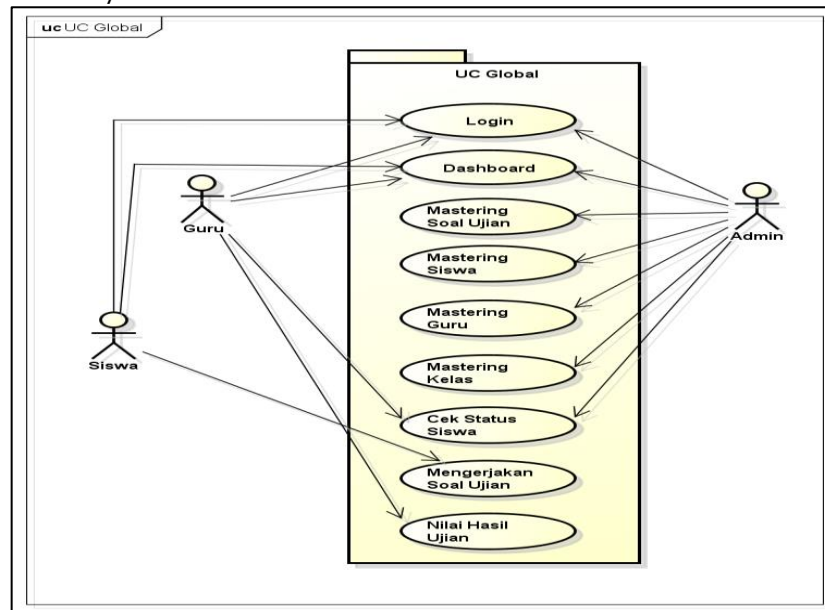 uc UC Global
UC Global
Login
Dashboard
Mastering
Soal Ujian
Mastering
Siswa
Mastering
Guru
Mastering
Kelas
Cek Status
Siswa
Mengerjakan
Soal Ujian
Nilai Hasil
Ujian
Guru
Siswa
Admin